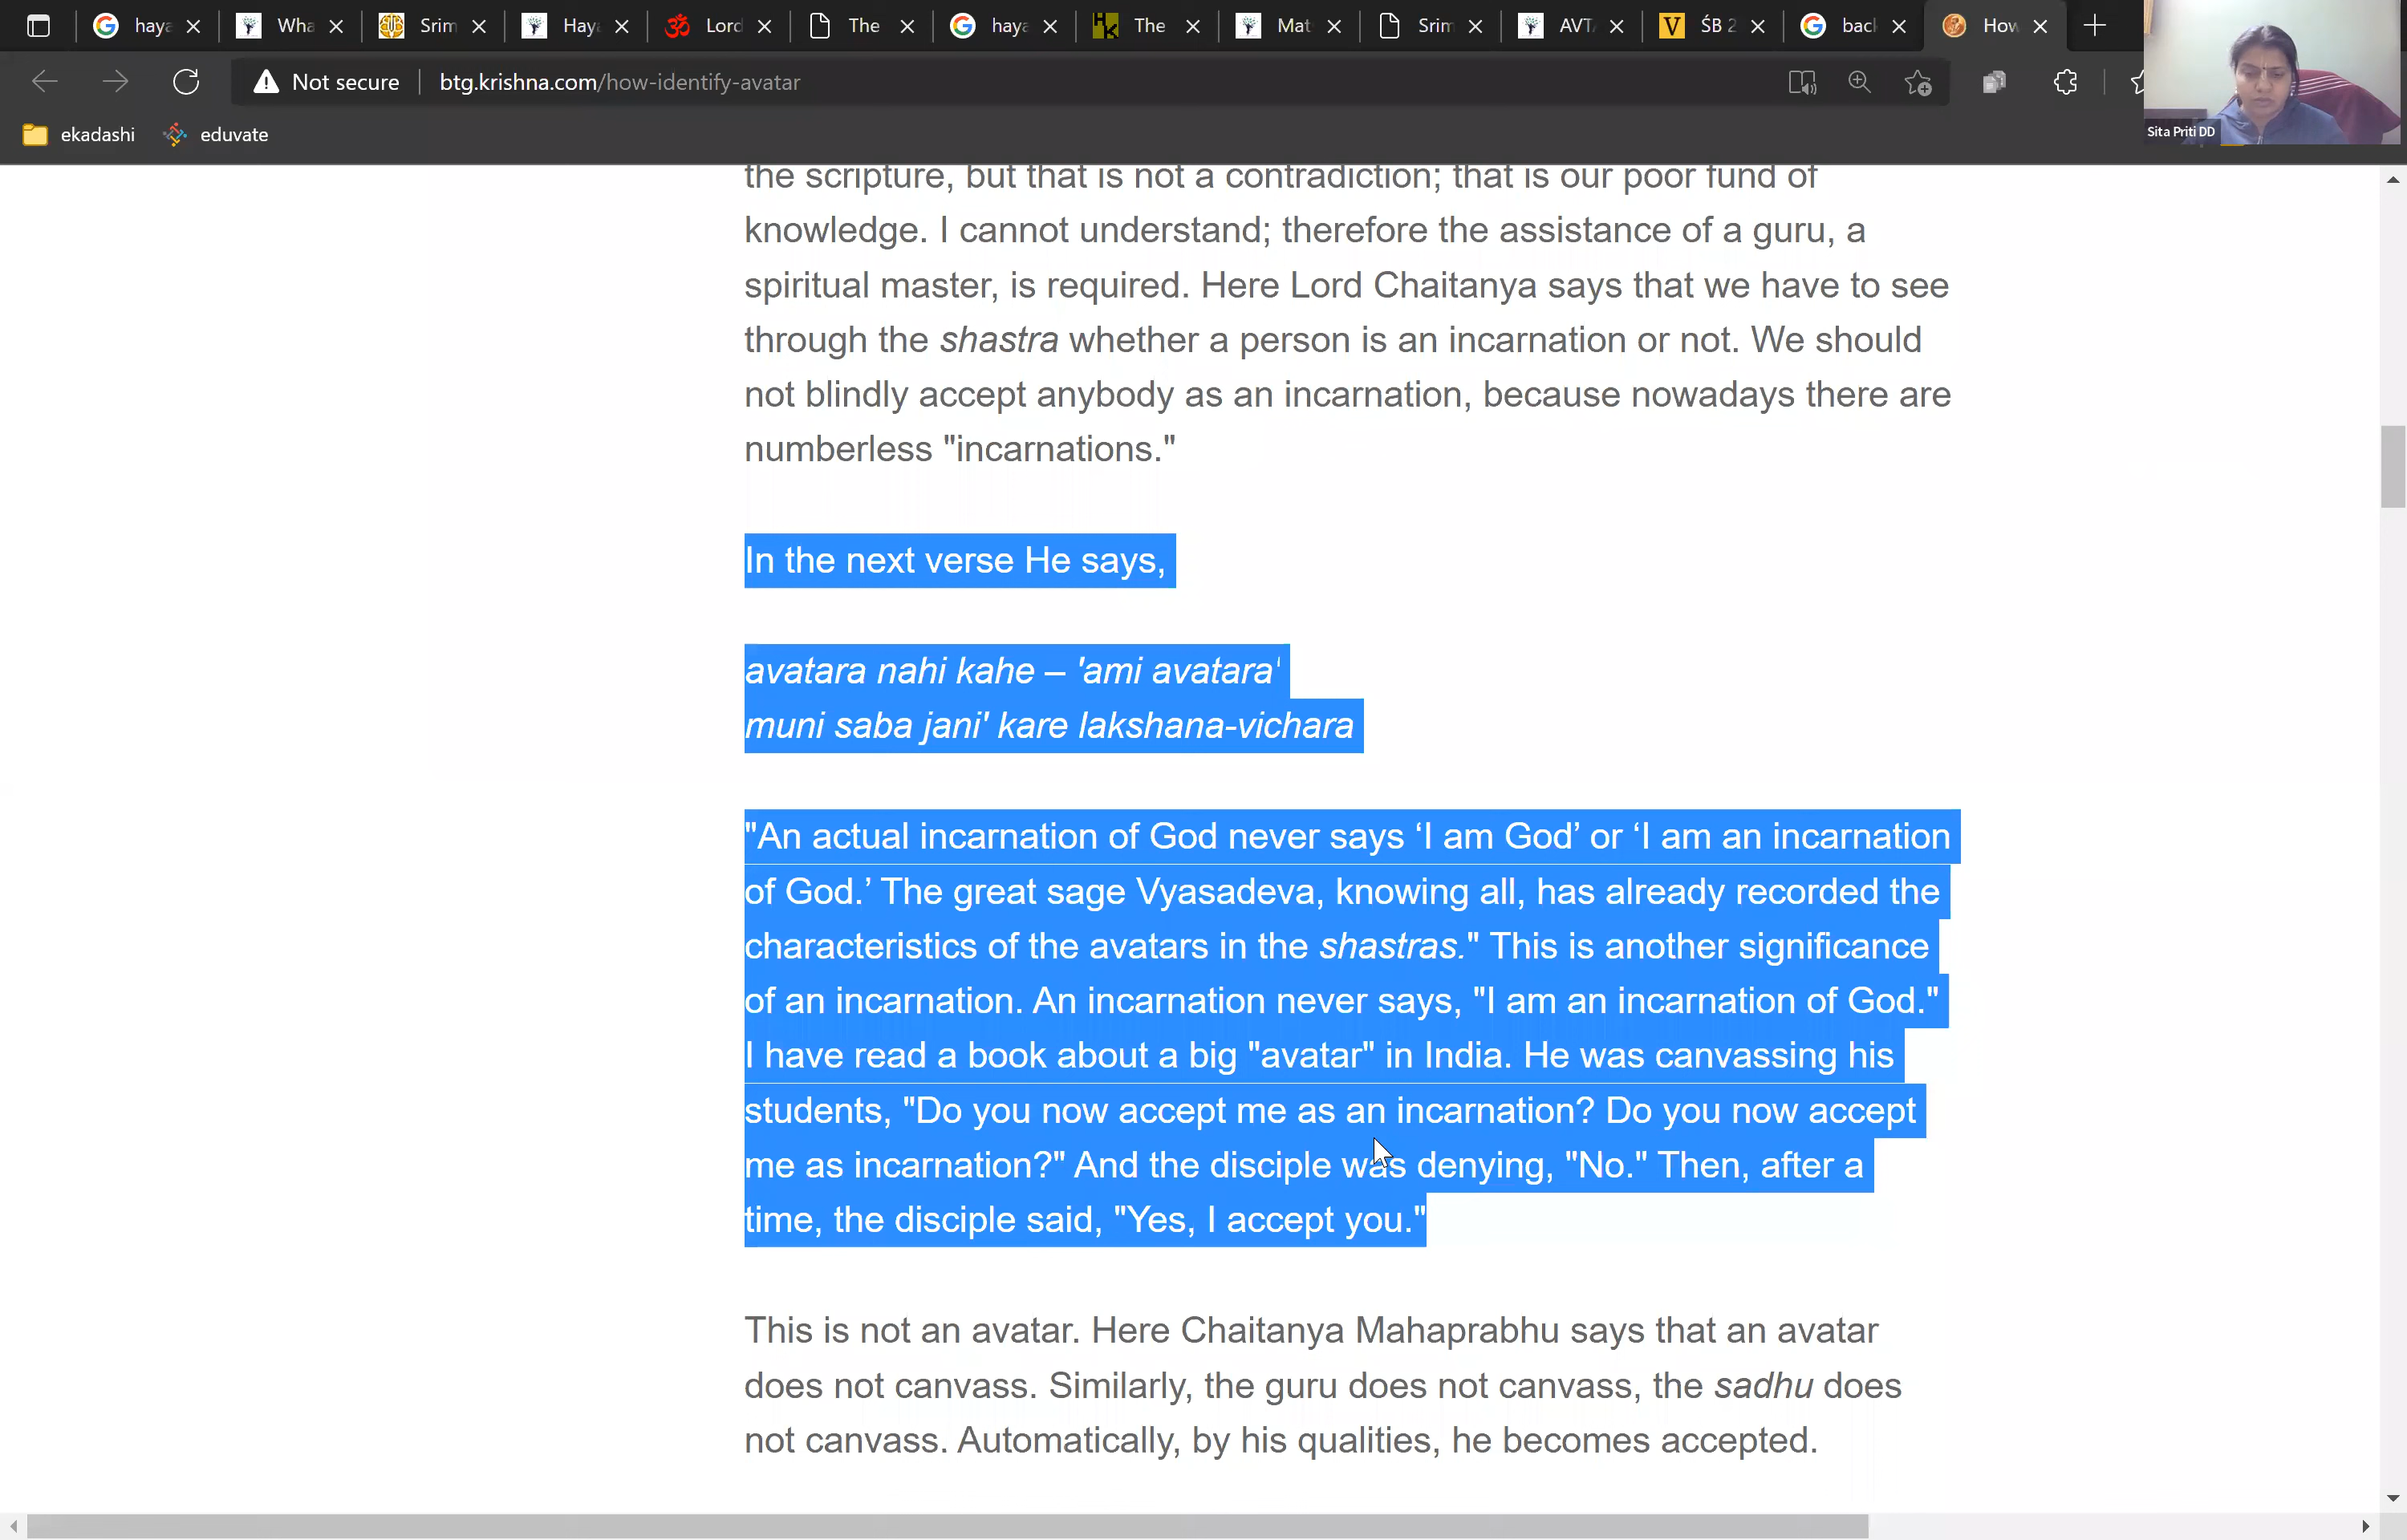 hay
Wha
Srim
Hay
Lord
The
hay
The
Mat
Srim
AVT
ŚB 2
back
How
Not secure
btg.krishna.com/how-identify-avatar
ekadashi
eduvate
Sita Priti DD
the scripture, but that is not a contradiction; that is our poor fund of
knowledge. I cannot understand; therefore the assistance of a guru, a
spiritual master, is required. Here Lord Chaitanya says that we have to see
through the shastra whether a person is an incarnation or not. We should
not blindly accept anybody as an incarnation, because nowadays there are
numberless "incarnations."
In the next verse He says,
avatara nahi kahe – 'ami avatara'
muni saba jani' kare lakshana-vichara
"An actual incarnation of God never says ‘I am God’ or ‘I am an incarnation
of God.’ The great sage Vyasadeva, knowing all, has already recorded the
characteristics of the avatars in the shastras." This is another significance
of an incarnation. An incarnation never says, "I am an incarnation of God."
I have read a book about a big "avatar" in India. He was canvassing his
students, "Do you now accept me as an incarnation? Do you now accept
me as incarnation?" And the disciple was denying, "No." Then, after a
time, the disciple said, "Yes, I accept you."
This is not an avatar. Here Chaitanya Mahaprabhu says that an avatar
does not canvass. Similarly, the guru does not canvass, the sadhu does
not canvass. Automatically, by his qualities, he becomes accepted.